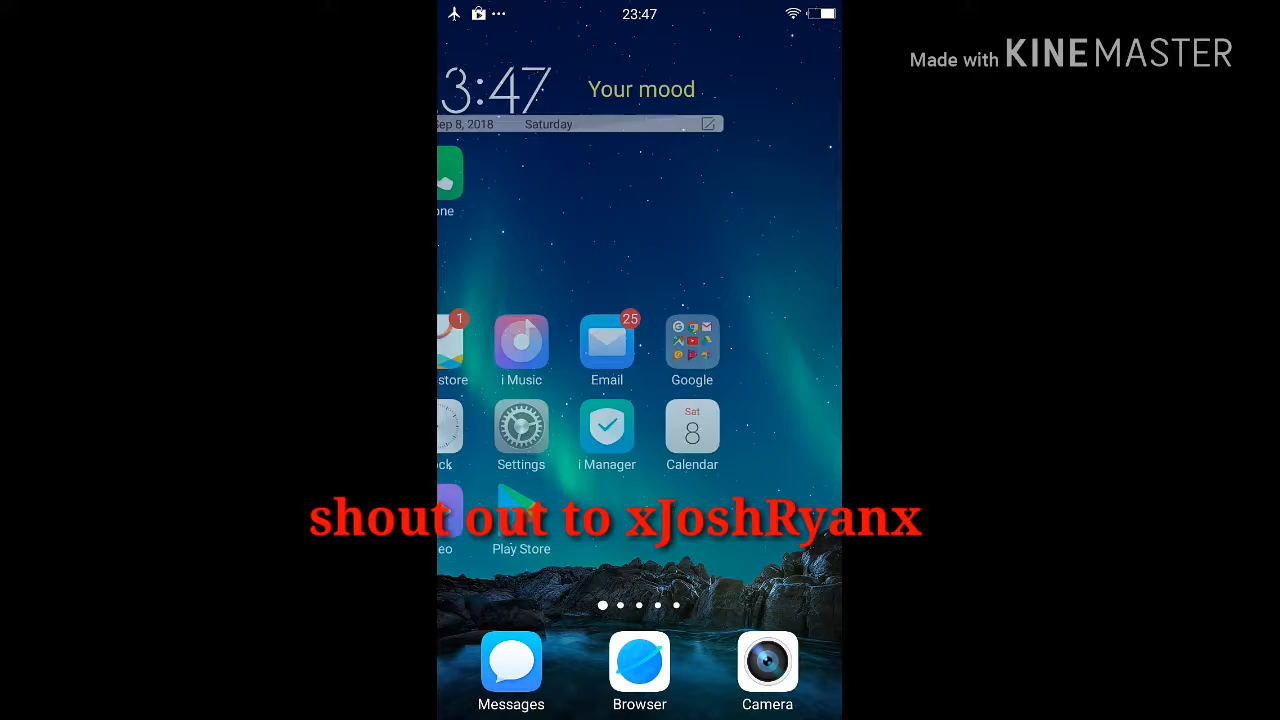 23:47
Made with KINEMASTER
3:47
Your mood
Sep 8, 2018 Saturday
one
1
25
store i Music Email Google
Sat
8
ock Settings i Manager Calendar
shout out to xJoshRyanx
eo Play Store
Messages Browser Camera